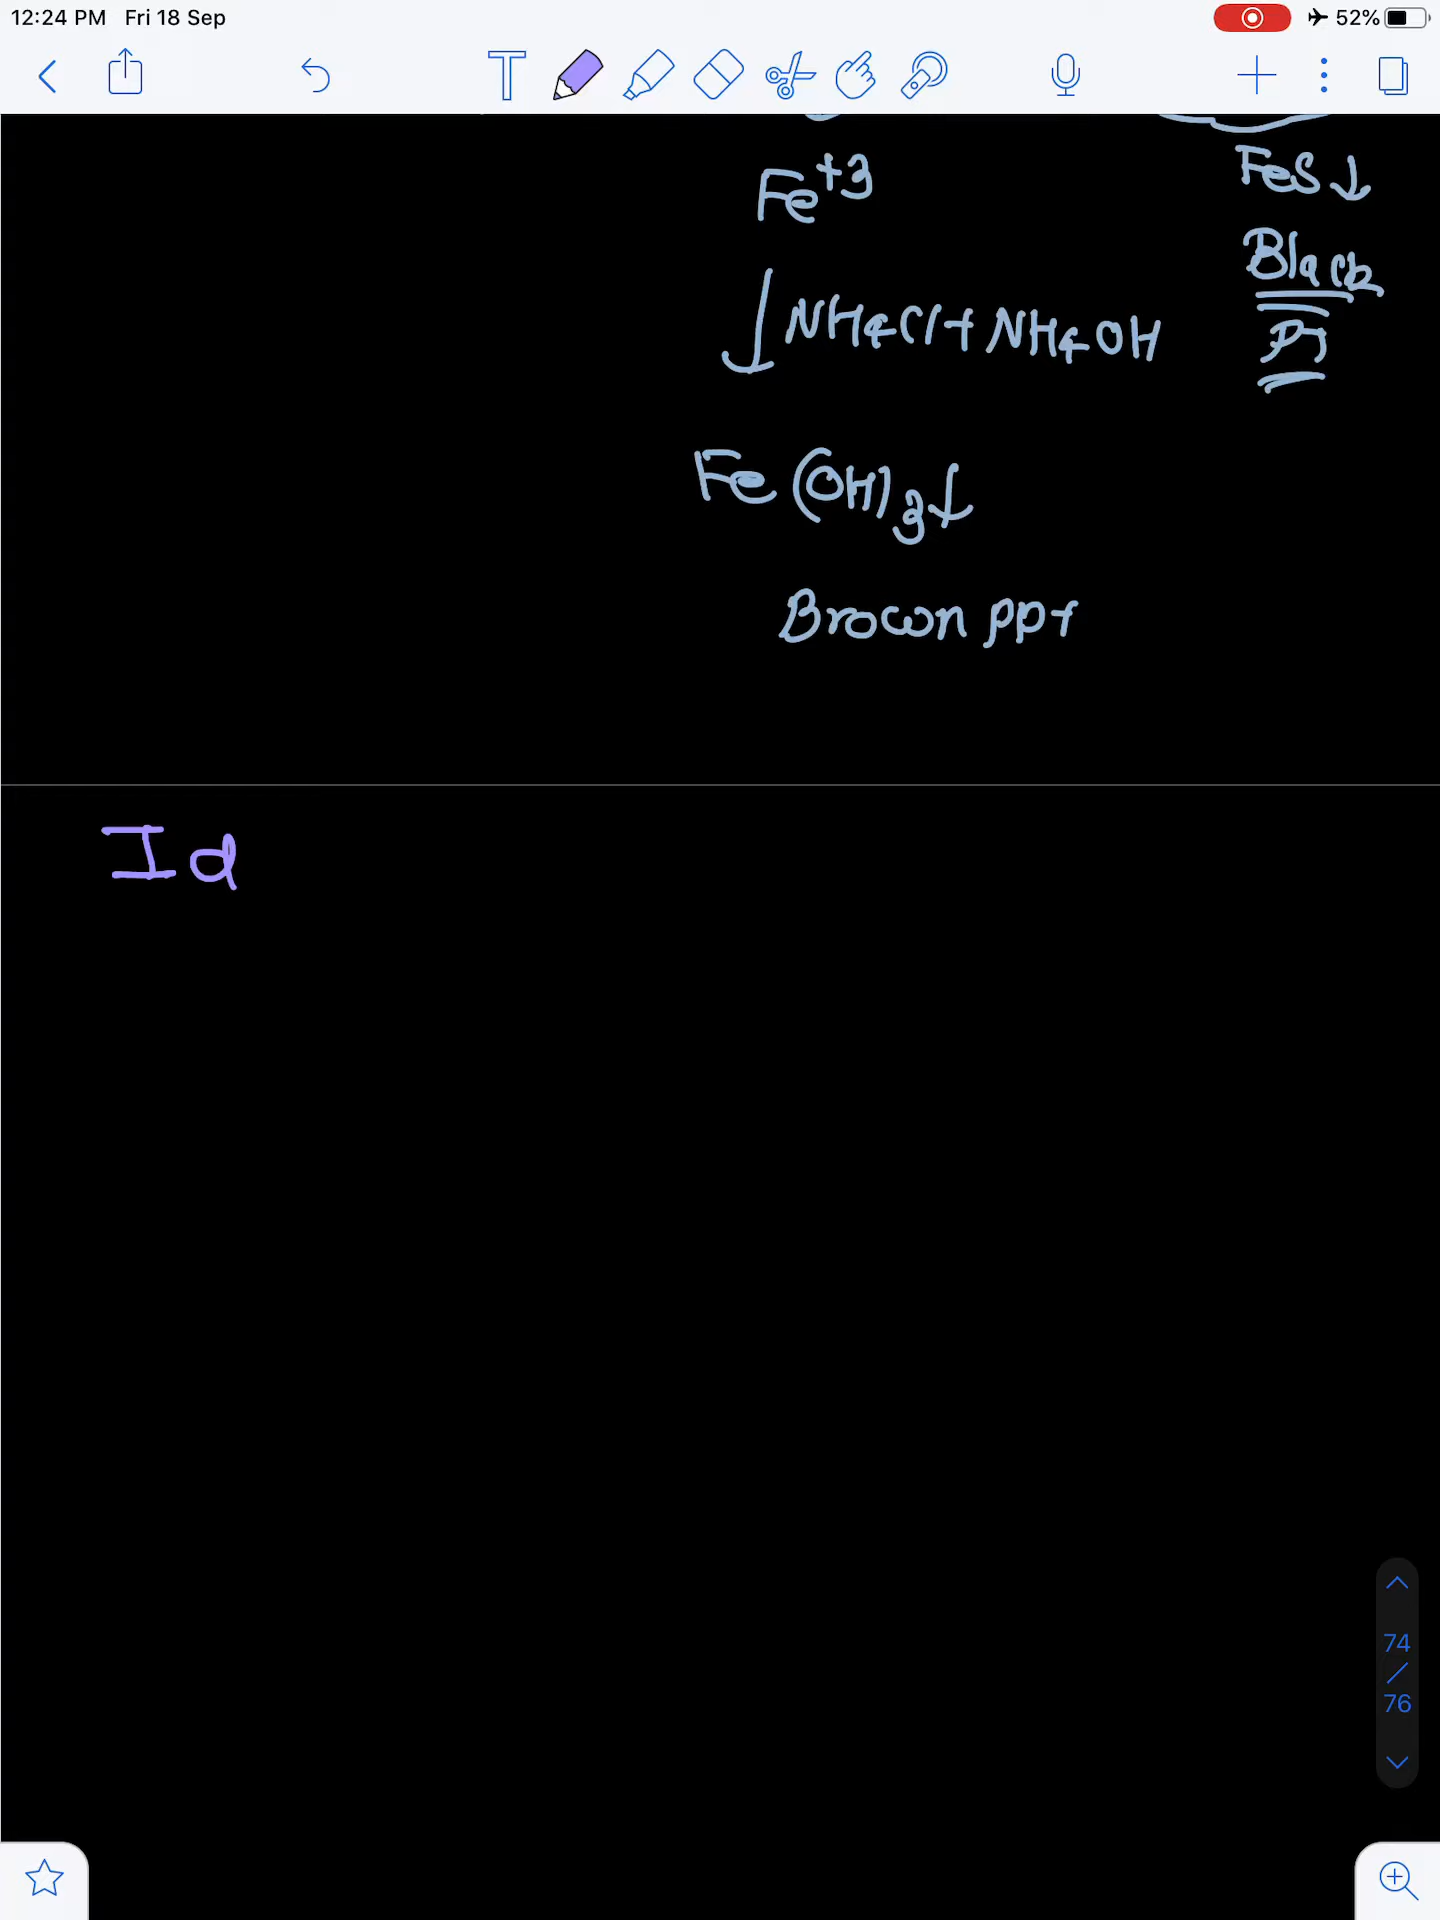 12:24 PM Fri 18 Sep 52%
T
Fe+3
FeS↓
Black
NH4Cl + NH4OH
Fe(OH)3↓
Brown ppt
Id
74
/
76